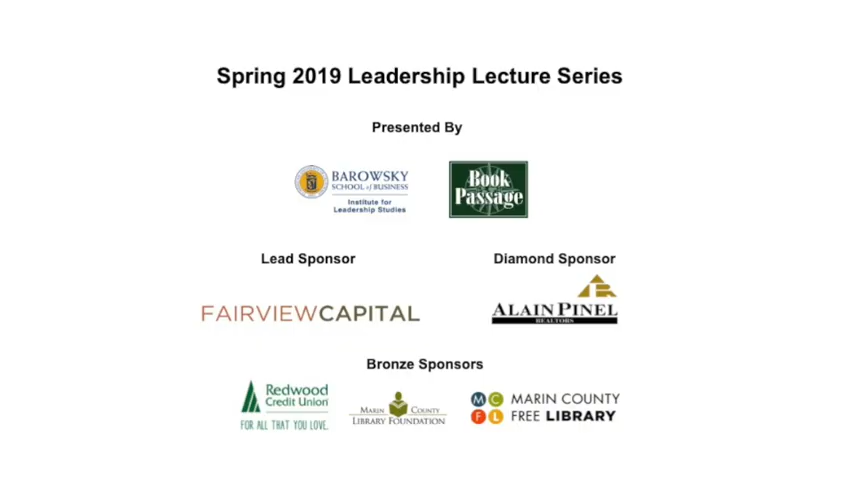 Spring 2019 Leadership Lecture Series
Presented By
BAROWSKY
SCHOOL of BUSINESS
Institute for
Leadership Studies
Book
Passage
Lead Sponsor
Diamond Sponsor
FAIRVIEWCAPITAL
ALAIN PINEL
REALTORS
Bronze Sponsors
Redwood
Credit Union
FOR ALL THAT YOU LOVE.
MARIN COUNTY
LIBRARY FOUNDATION
MC
FL
MARIN COUNTY
FREE LIBRARY